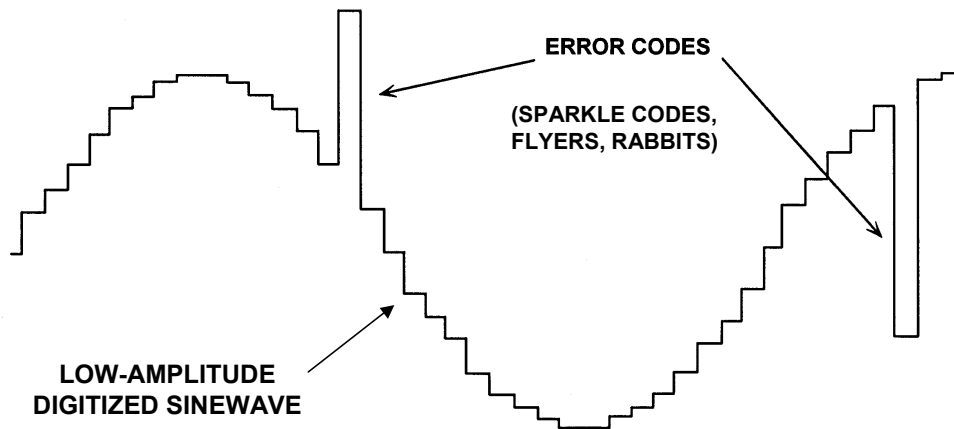 ERROR CODES
(SPARKLE CODES,
FLYERS, RABBITS)
LOW-AMPLITUDE
DIGITIZED SINEWAVE